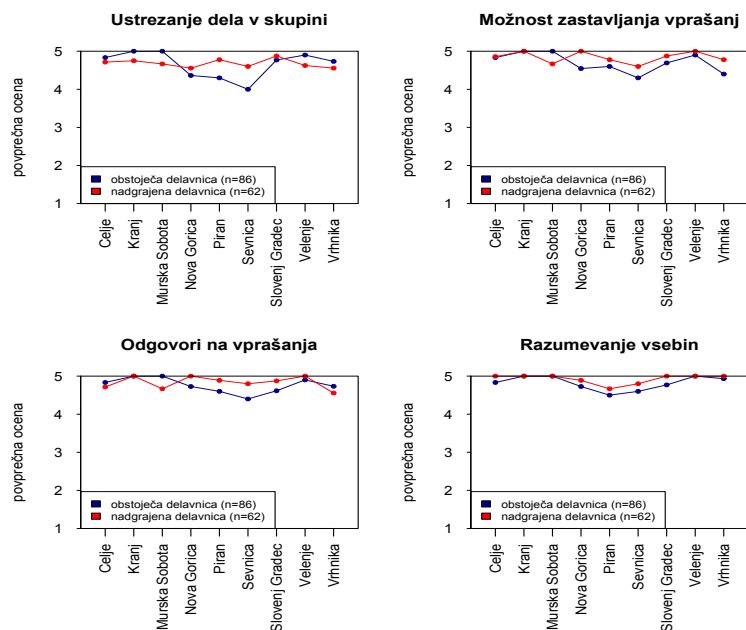 Ustrezanje dela v skupini
povprečna ocena
5
4
3
2
1
obstoječa delavnica (n=86)
nadgrajena delavnica (n=62)
Celje
Kranj
Murska Sobota
Nova Gorica
Piran
Sevnica
Slovenj Gradec
Velenje
Vrhnika
Možnost zastavljanja vprašanj
povprečna ocena
5
4
3
2
1
obstoječa delavnica (n=86)
nadgrajena delavnica (n=62)
Celje
Kranj
Murska Sobota
Nova Gorica
Piran
Sevnica
Slovenj Gradec
Velenje
Vrhnika
Odgovori na vprašanja
povprečna ocena
5
4
3
2
1
obstoječa delavnica (n=86)
nadgrajena delavnica (n=62)
Celje
Kranj
Murska Sobota
Nova Gorica
Piran
Sevnica
Slovenj Gradec
Velenje
Vrhnika
Razumevanje vsebin
povprečna ocena
5
4
3
2
1
obstoječa delavnica (n=86)
nadgrajena delavnica (n=62)
Celje
Kranj
Murska Sobota
Nova Gorica
Piran
Sevnica
Slovenj Gradec
Velenje
Vrhnika